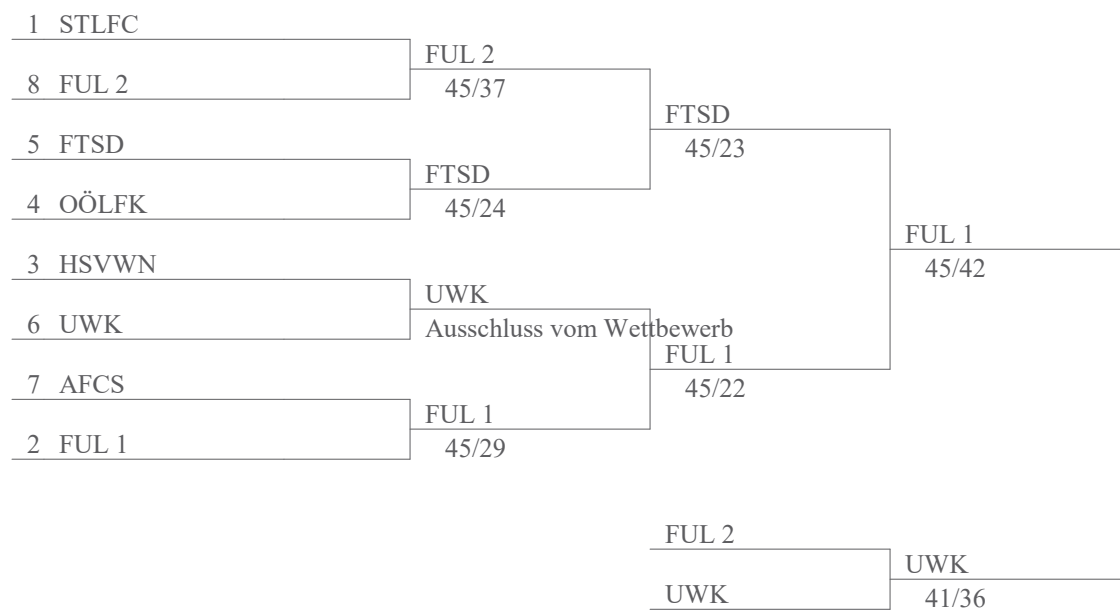 1 STLFC
8 FUL 2
5 FTSD
4 OÖLFK
3 HSVWN
6 UWK
7 AFCS
2 FUL 1
FUL 2
45/37
FTSD
45/24
UWK
Ausschluss vom Wettbewerb
FUL 1
45/29
FTSD
45/23
FUL 1
45/22
FUL 1
45/42
FUL 2
UWK
UWK
41/36